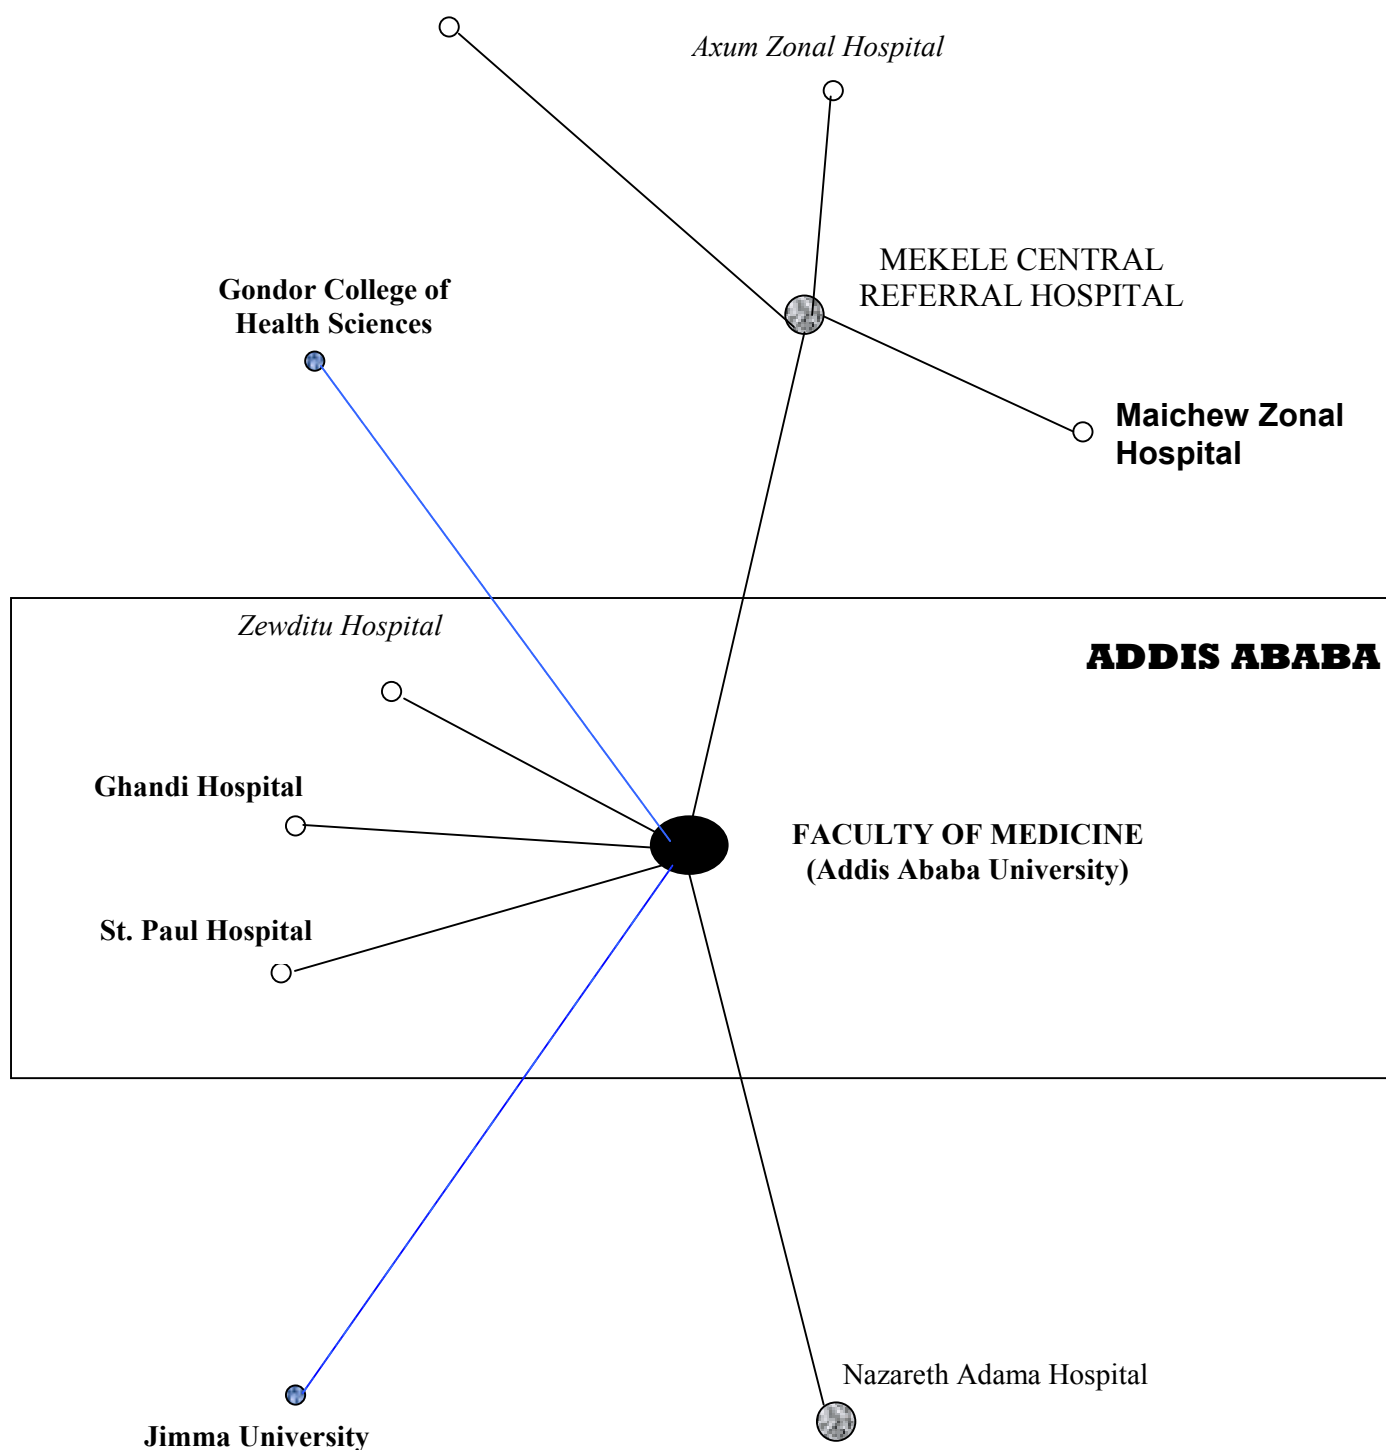 Axum Zonal Hospital
MEKELE CENTRAL
REFERRAL HOSPITAL
Gondor College of
Health Sciences
Maichew Zonal
Hospital
Zewditu Hospital
ADDIS ABABA
Ghandi Hospital
FACULTY OF MEDICINE
(Addis Ababa University)
St. Paul Hospital
Nazareth Adama Hospital
Jimma University